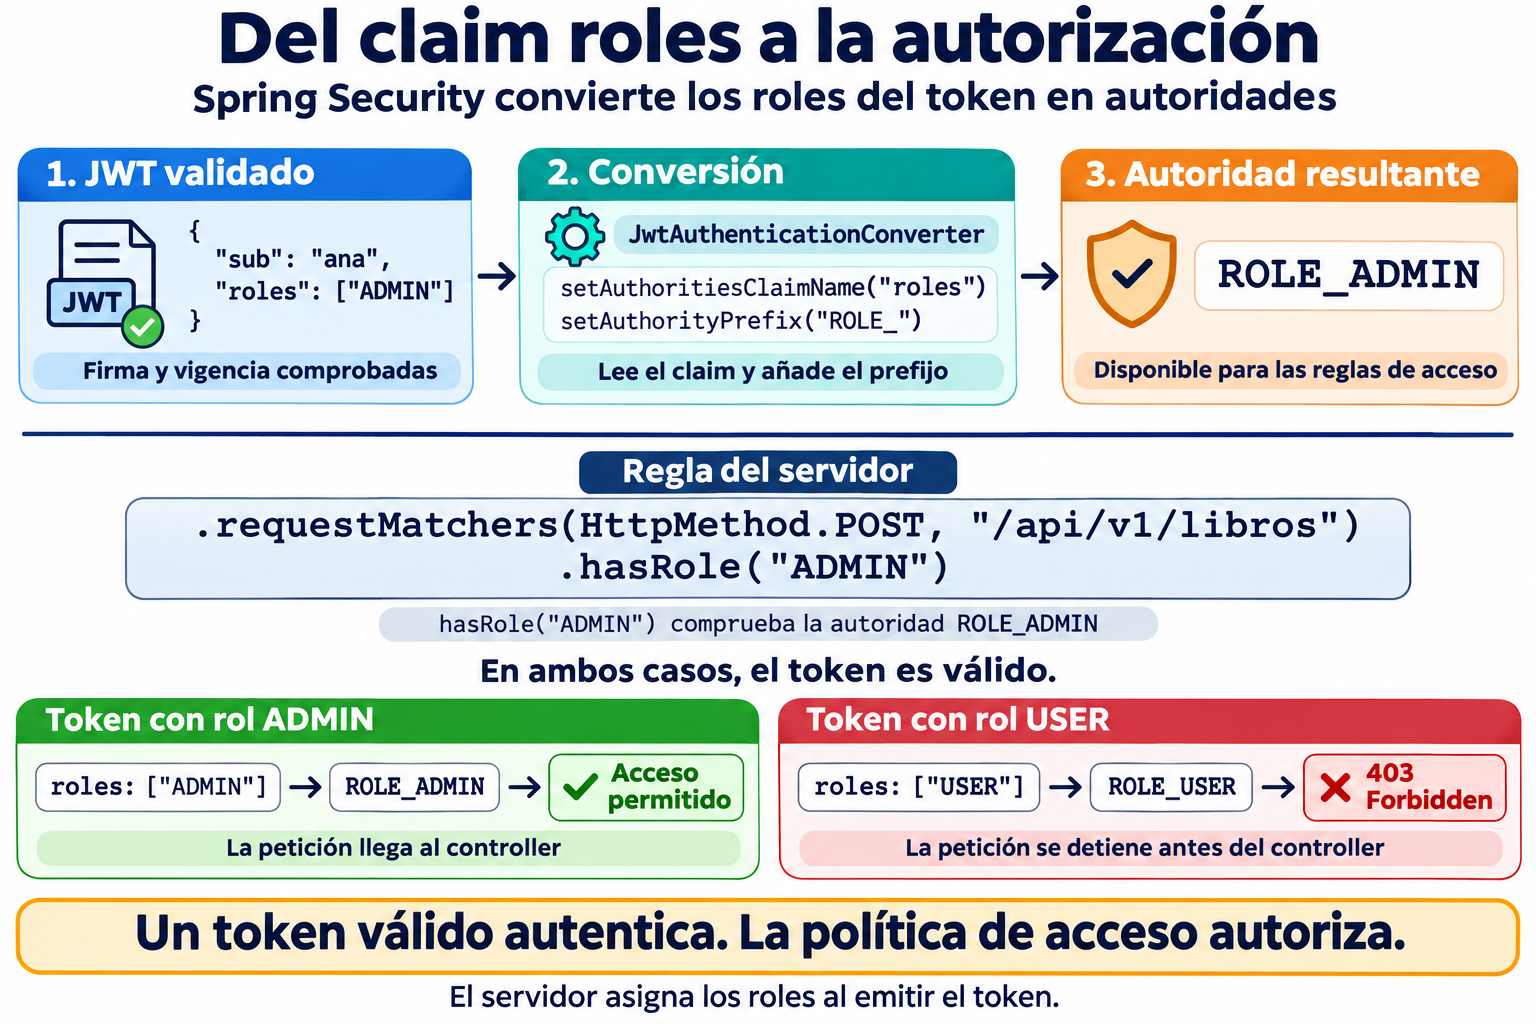 Del claim roles a la autorización
Spring Security convierte los roles del token en autoridades
1. JWT validado
JWT
{
"sub": "ana",
"roles": ["ADMIN"]
}
Firma y vigencia comprobadas
2. Conversión
JwtAuthenticationConverter
setAuthoritiesClaimName("roles")
setAuthorityPrefix("ROLE_")
Lee el claim y añade el prefijo
3. Autoridad resultante
ROLE_ADMIN
Disponible para las reglas de acceso
Regla del servidor
.requestMatchers(HttpMethod.POST, "/api/v1/libros")
.hasRole("ADMIN")
hasRole("ADMIN") comprueba la autoridad ROLE_ADMIN
En ambos casos, el token es válido.
Token con rol ADMIN
roles: ["ADMIN"]
ROLE_ADMIN
Acceso
permitido
La petición llega al controller
Token con rol USER
roles: ["USER"]
ROLE_USER
403
Forbidden
La petición se detiene antes del controller
Un token válido autentica. La política de acceso autoriza.
El servidor asigna los roles al emitir el token.